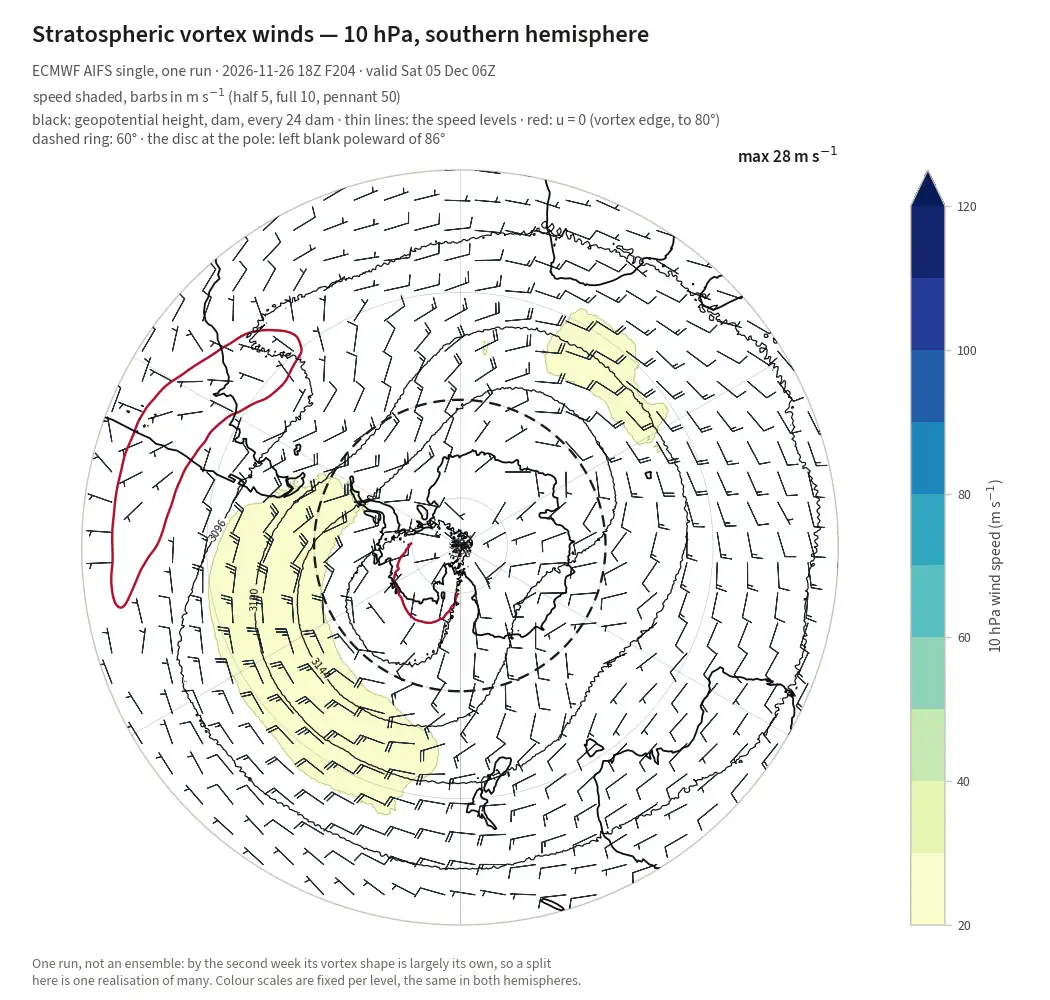 Stratospheric vortex winds — 10 hPa, southern hemisphere
ECMWF AIFS single, one run · 2026-11-26 18Z F204 · valid Sat 05 Dec 06Z
speed shaded, barbs in m s⁻¹ (half 5, full 10, pennant 50)
black: geopotential height, dam, every 24 dam · thin lines: the speed levels · red: u = 0 (vortex edge, to 80°)
dashed ring: 60° · the disc at the pole: left blank poleward of 86°
max 28 m s⁻¹
120
100
80
60
40
20
10 hPa wind speed (m s⁻¹)
3096
One run, not an ensemble: by the second week its vortex shape is largely its own, so a split
here is one realisation of many. Colour scales are fixed per level, the same in both hemispheres.